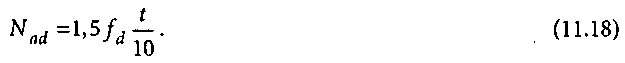 N_ad = 1,5 f_d t/10 . (11.18)